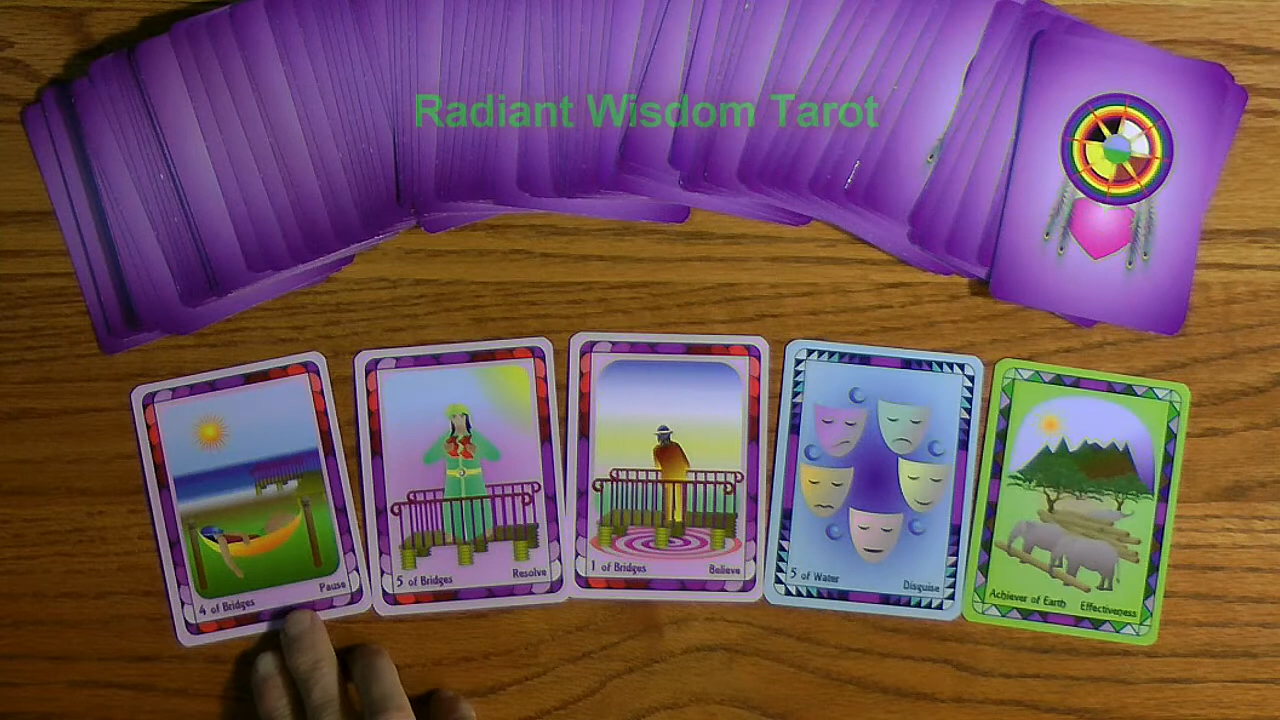 Radiant Wisdom Tarot
4 of Bridges Pause
5 of Bridges Resolve
1 of Bridges Believe
5 of Water Disguise
Achiever of Earth Effectiveness